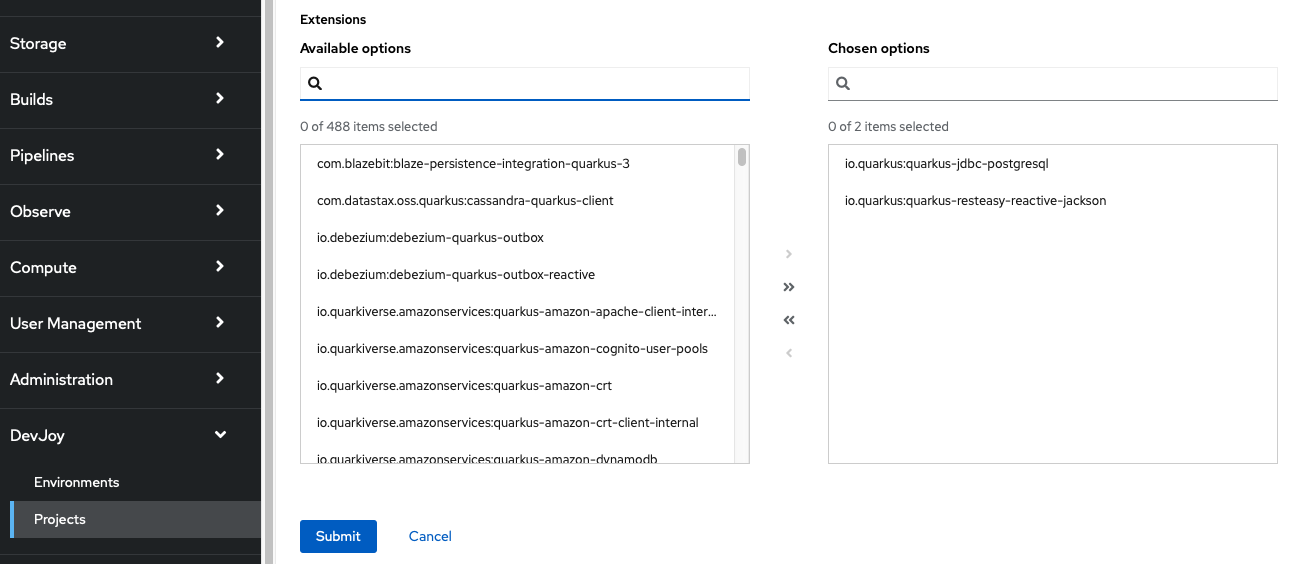 Storage
Builds
Pipelines
Observe
Compute
User Management
Administration
DevJoy
Environments
Projects
Extensions
Available options
0 of 488 items selected
com.blazebit:blaze-persistence-integration-quarkus-3
com.datastax.oss.quarkus:cassandra-quarkus-client
io.debezium:debezium-quarkus-outbox
io.debezium:debezium-quarkus-outbox-reactive
io.quarkiverse.amazonservices:quarkus-amazon-apache-client-inter...
io.quarkiverse.amazonservices:quarkus-amazon-cognito-user-pools
io.quarkiverse.amazonservices:quarkus-amazon-crt
io.quarkiverse.amazonservices:quarkus-amazon-crt-client-internal
io.quarkiverse.amazonservices:quarkus-amazon-dynamodb
Chosen options
0 of 2 items selected
io.quarkus:quarkus-jdbc-postgresql
io.quarkus:quarkus-resteasy-reactive-jackson
Submit
Cancel